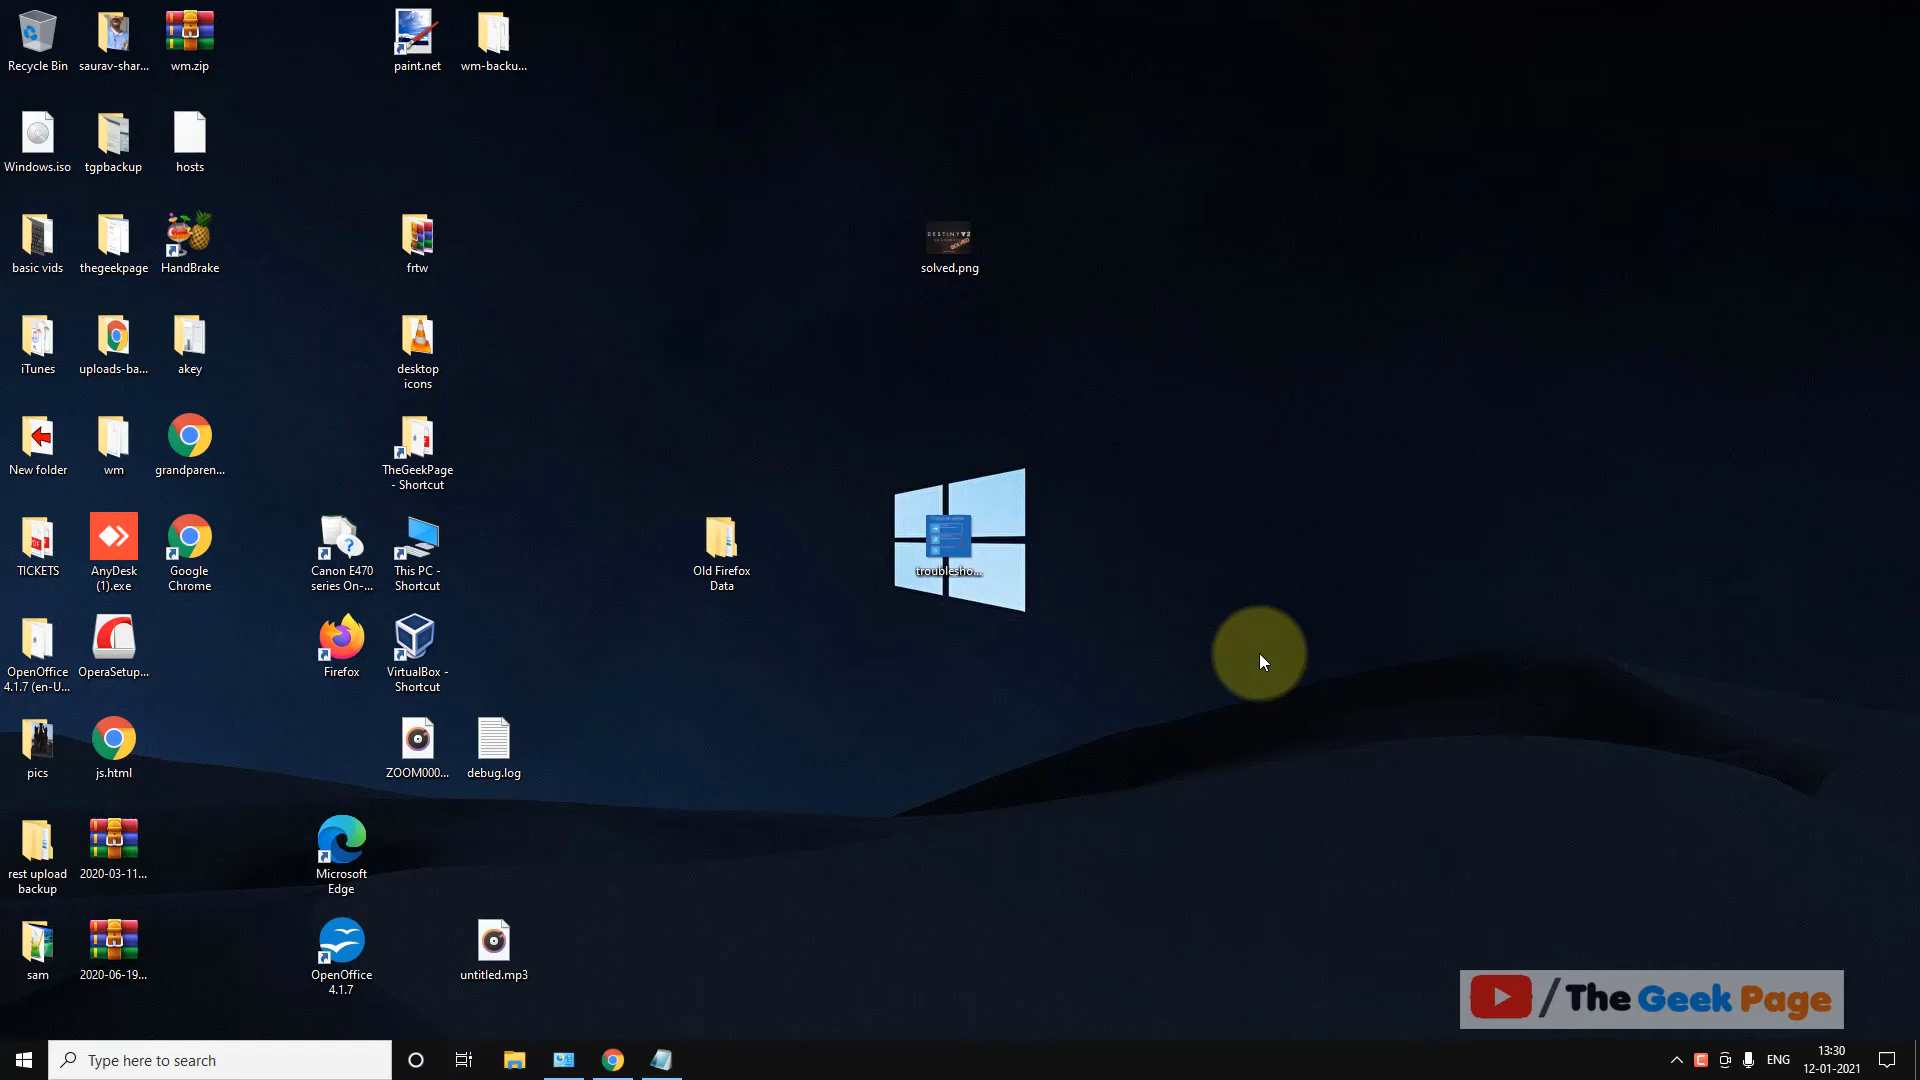 Recycle Bin
saurav-shar...
wm.zip
paint.net
wm-backu...
Windows.iso
tgpbackup
hosts
basic vids
thegeekpage
HandBrake
frtw
DESTINY 2
solved.png
iTunes
uploads-ba...
akey
desktop
icons
New folder
wm
grandparen...
TheGeekPage
- Shortcut
TICKETS
AnyDesk
(1).exe
Google
Chrome
Canon E470
series On-...
This PC -
Shortcut
Old Firefox
Data
troublesho...
OpenOffice
4.1.7 (en-U...
OperaSetup...
Firefox
VirtualBox -
Shortcut
pics
js.html
ZOOM000...
debug.log
rest upload
backup
2020-03-11...
Microsoft
Edge
sam
2020-06-19...
OpenOffice
4.1.7
untitled.mp3
/ The Geek Page
Type here to search
ENG
13:30
12-01-2021